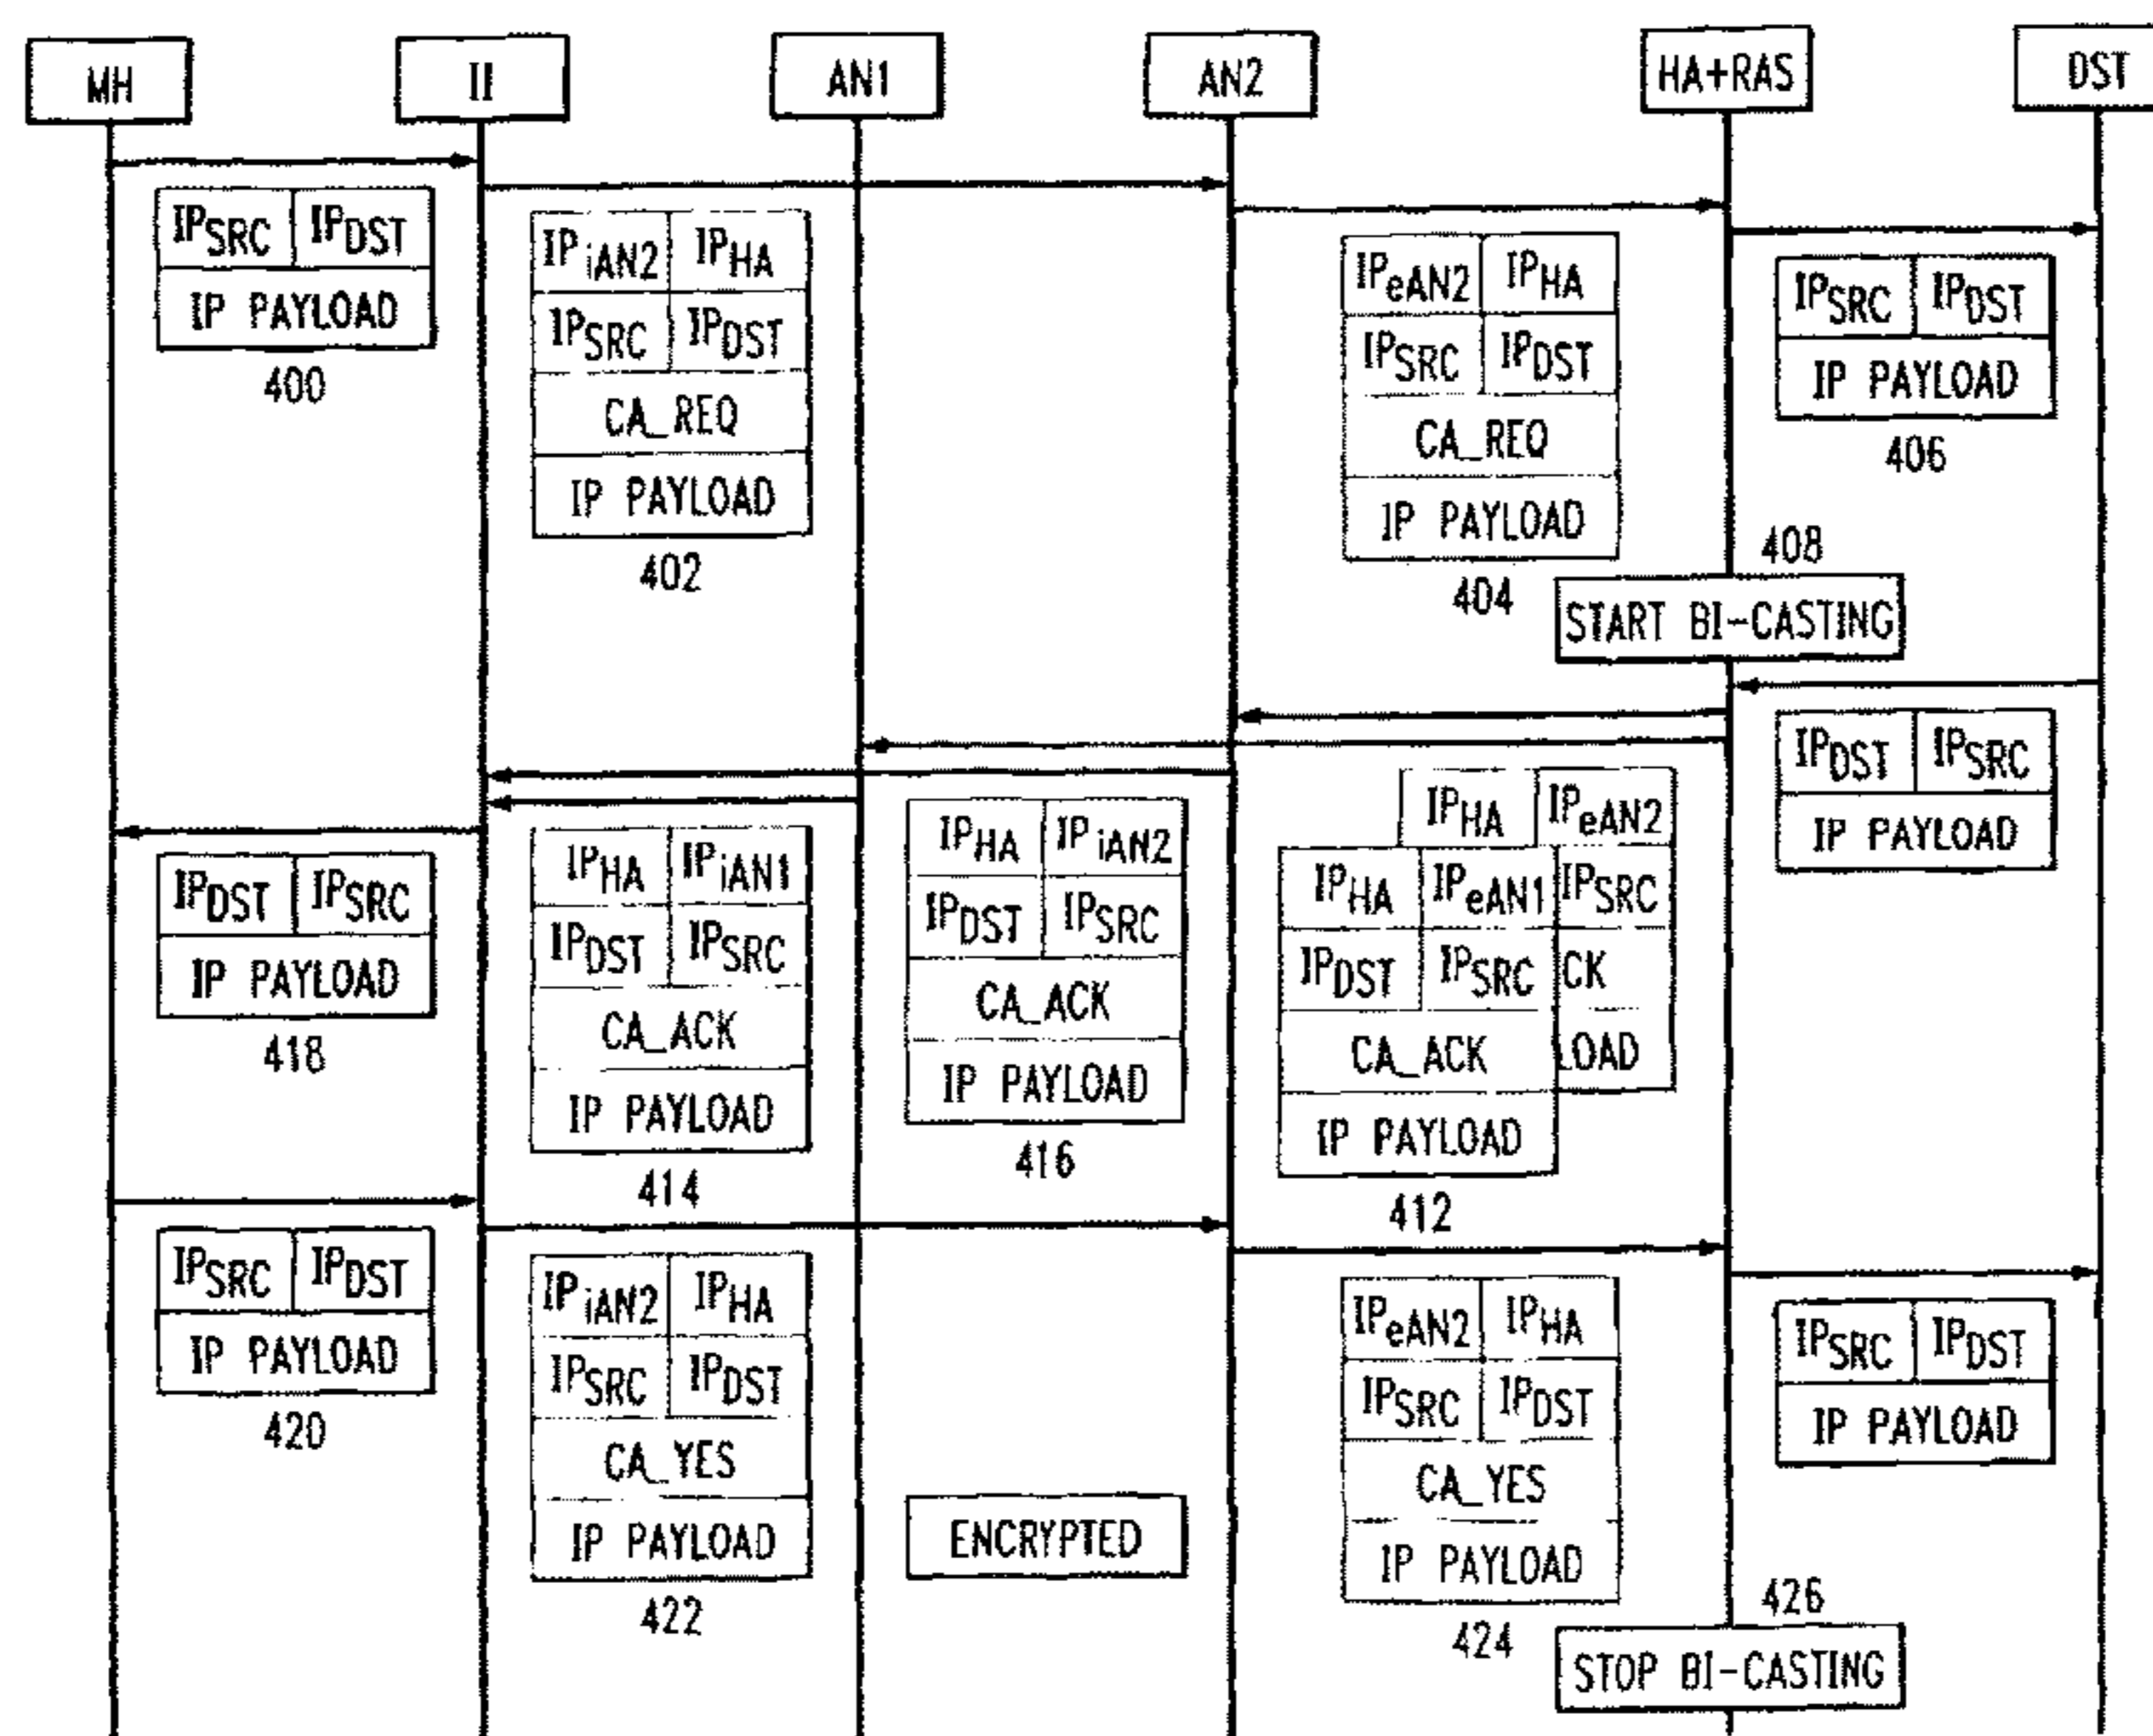 MH II AN1 AN2 HA+RAS DST
IPSRC IPDST
IP PAYLOAD
400
IPiAN2 IPHA
IPSRC IPDST
CA_REQ
IP PAYLOAD
402
IPeAN2 IPHA
IPSRC IPDST
CA_REQ
IP PAYLOAD
404
IPSRC IPDST
IP PAYLOAD
406
408
START BI-CASTING
IPDST IPSRC
IP PAYLOAD
IPHA IPeAN2
IPSRC
CK
LOAD
IPHA IPeAN1
IPDST IPSRC
CA_ACK
IP PAYLOAD
412
IPHA IPiAN2
IPDST IPSRC
CA_ACK
IP PAYLOAD
416
IPHA IPiAN1
IPDST IPSRC
CA_ACK
IP PAYLOAD
414
IPDST IPSRC
IP PAYLOAD
418
IPSRC IPDST
IP PAYLOAD
420
IPiAN2 IPHA
IPSRC IPDST
CA_YES
IP PAYLOAD
422
ENCRYPTED
IPeAN2 IPHA
IPSRC IPDST
CA_YES
IP PAYLOAD
424
IPSRC IPDST
IP PAYLOAD
426
STOP BI-CASTING